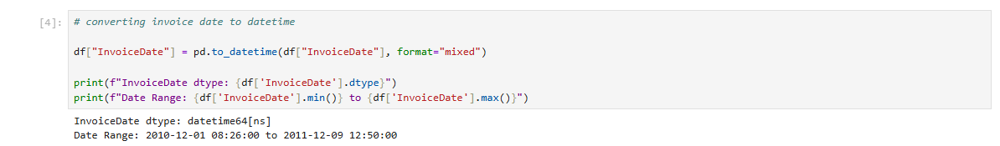 [4]: # converting invoice date to datetime
df["InvoiceDate"] = pd.to_datetime(df["InvoiceDate"], format="mixed")
print(f"InvoiceDate dtype: {df['InvoiceDate'].dtype}")
print(f"Date Range: {df['InvoiceDate'].min()} to {df['InvoiceDate'].max()}")
InvoiceDate dtype: datetime64[ns]
Date Range: 2010-12-01 08:26:00 to 2011-12-09 12:50:00